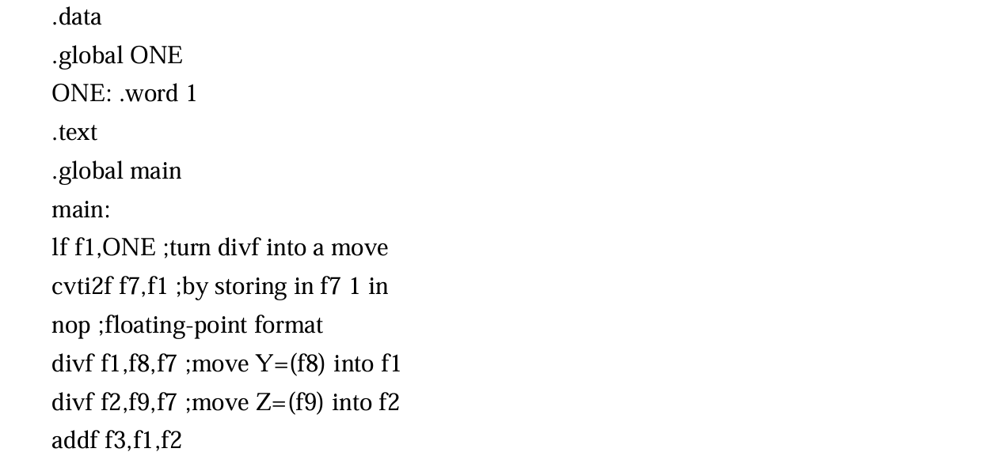 .data
.global ONE
ONE: .word 1
.text
.global main
main:
lf f1,ONE ;turn divf into a move
cvti2f f7,f1 ;by storing in f7 1 in
nop ;floating-point format
divf f1,f8,f7 ;move Y=(f8) into f1
divf f2,f9,f7 ;move Z=(f9) into f2
addf f3,f1,f2